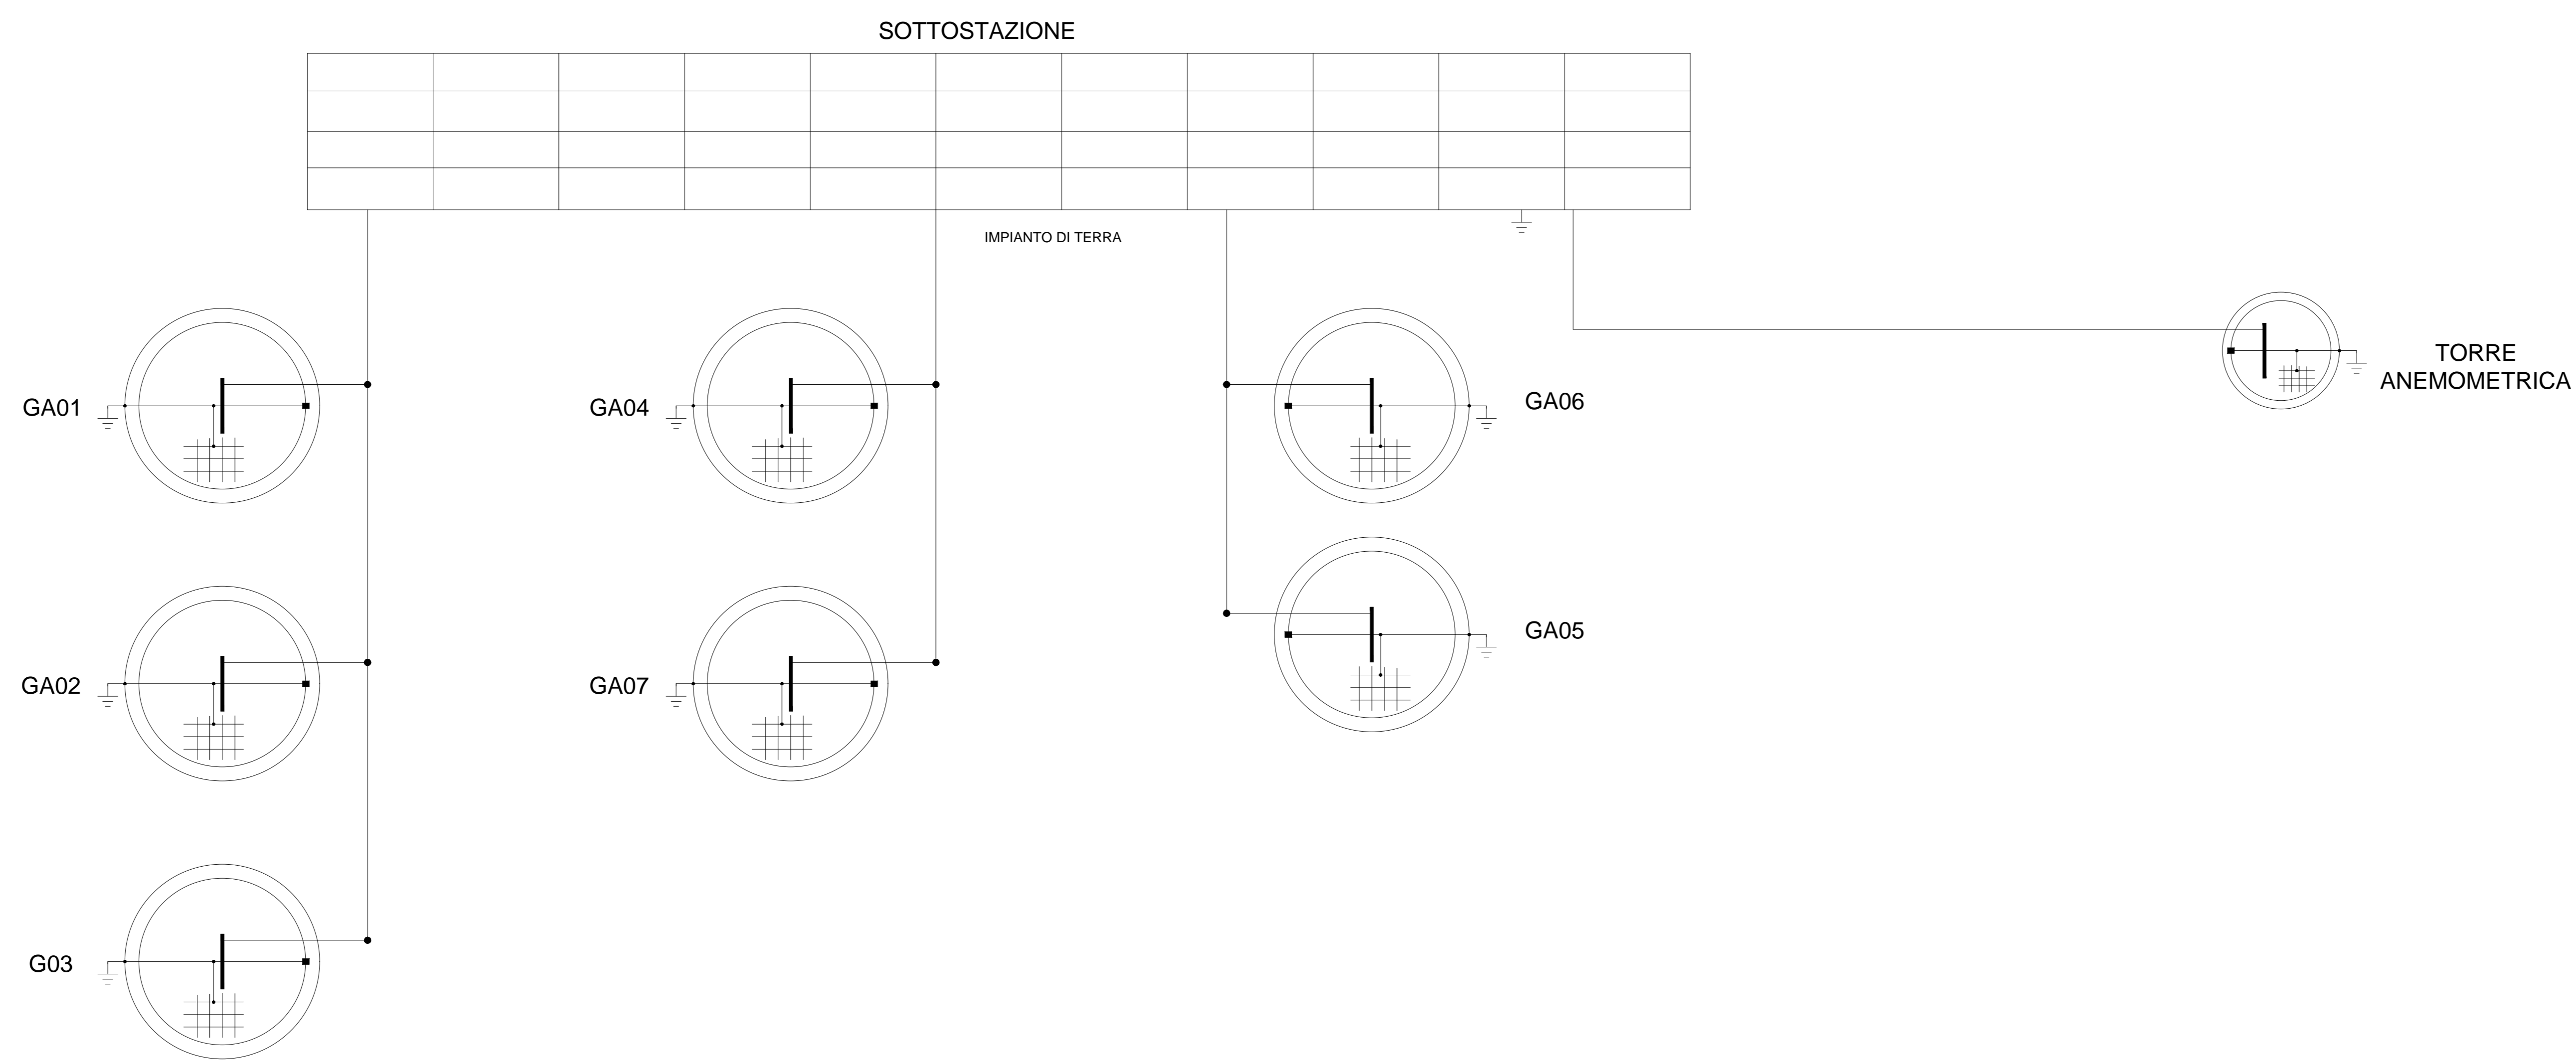 SOTTOSTAZIONE
IMPIANTO DI TERRA
GA01
GA04
GA06
TORRE
ANEMOMETRICA
GA02
GA07
GA05
G03